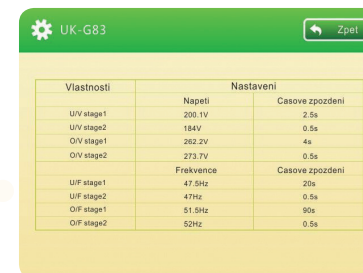 UK-G83 Zpet
Vlastnosti Nastaveni
Napeti Casove zpozdeni
U/V stage1 200.1V 2.5s
U/V stage2 184V 0.5s
O/V stage1 262.2V 4s
O/V stage2 273.7V 0.5s
Frekvence Casove zpozdeni
U/F stage1 47.5Hz 20s
U/F stage2 47Hz 0.5s
O/F stage1 51.5Hz 90s
O/F stage2 52Hz 0.5s